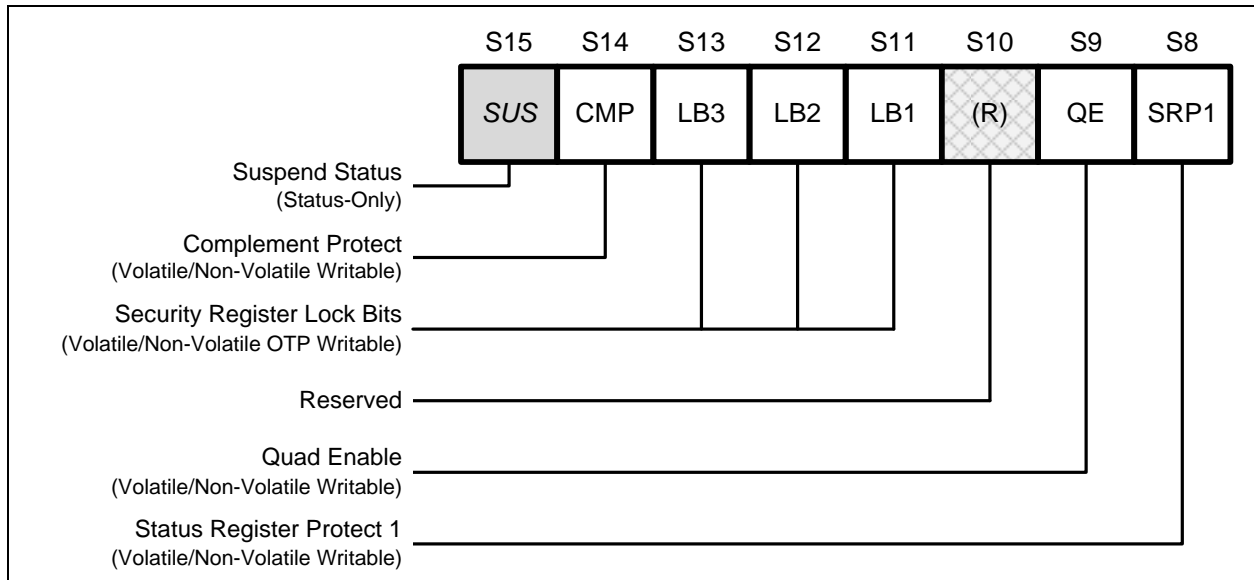 S15 S14 S13 S12 S11 S10 S9 S8
SUS CMP LB3 LB2 LB1 (R) QE SRP1
Suspend Status
(Status-Only)
Complement Protect
(Volatile/Non-Volatile Writable)
Security Register Lock Bits
(Volatile/Non-Volatile OTP Writable)
Reserved
Quad Enable
(Volatile/Non-Volatile Writable)
Status Register Protect 1
(Volatile/Non-Volatile Writable)